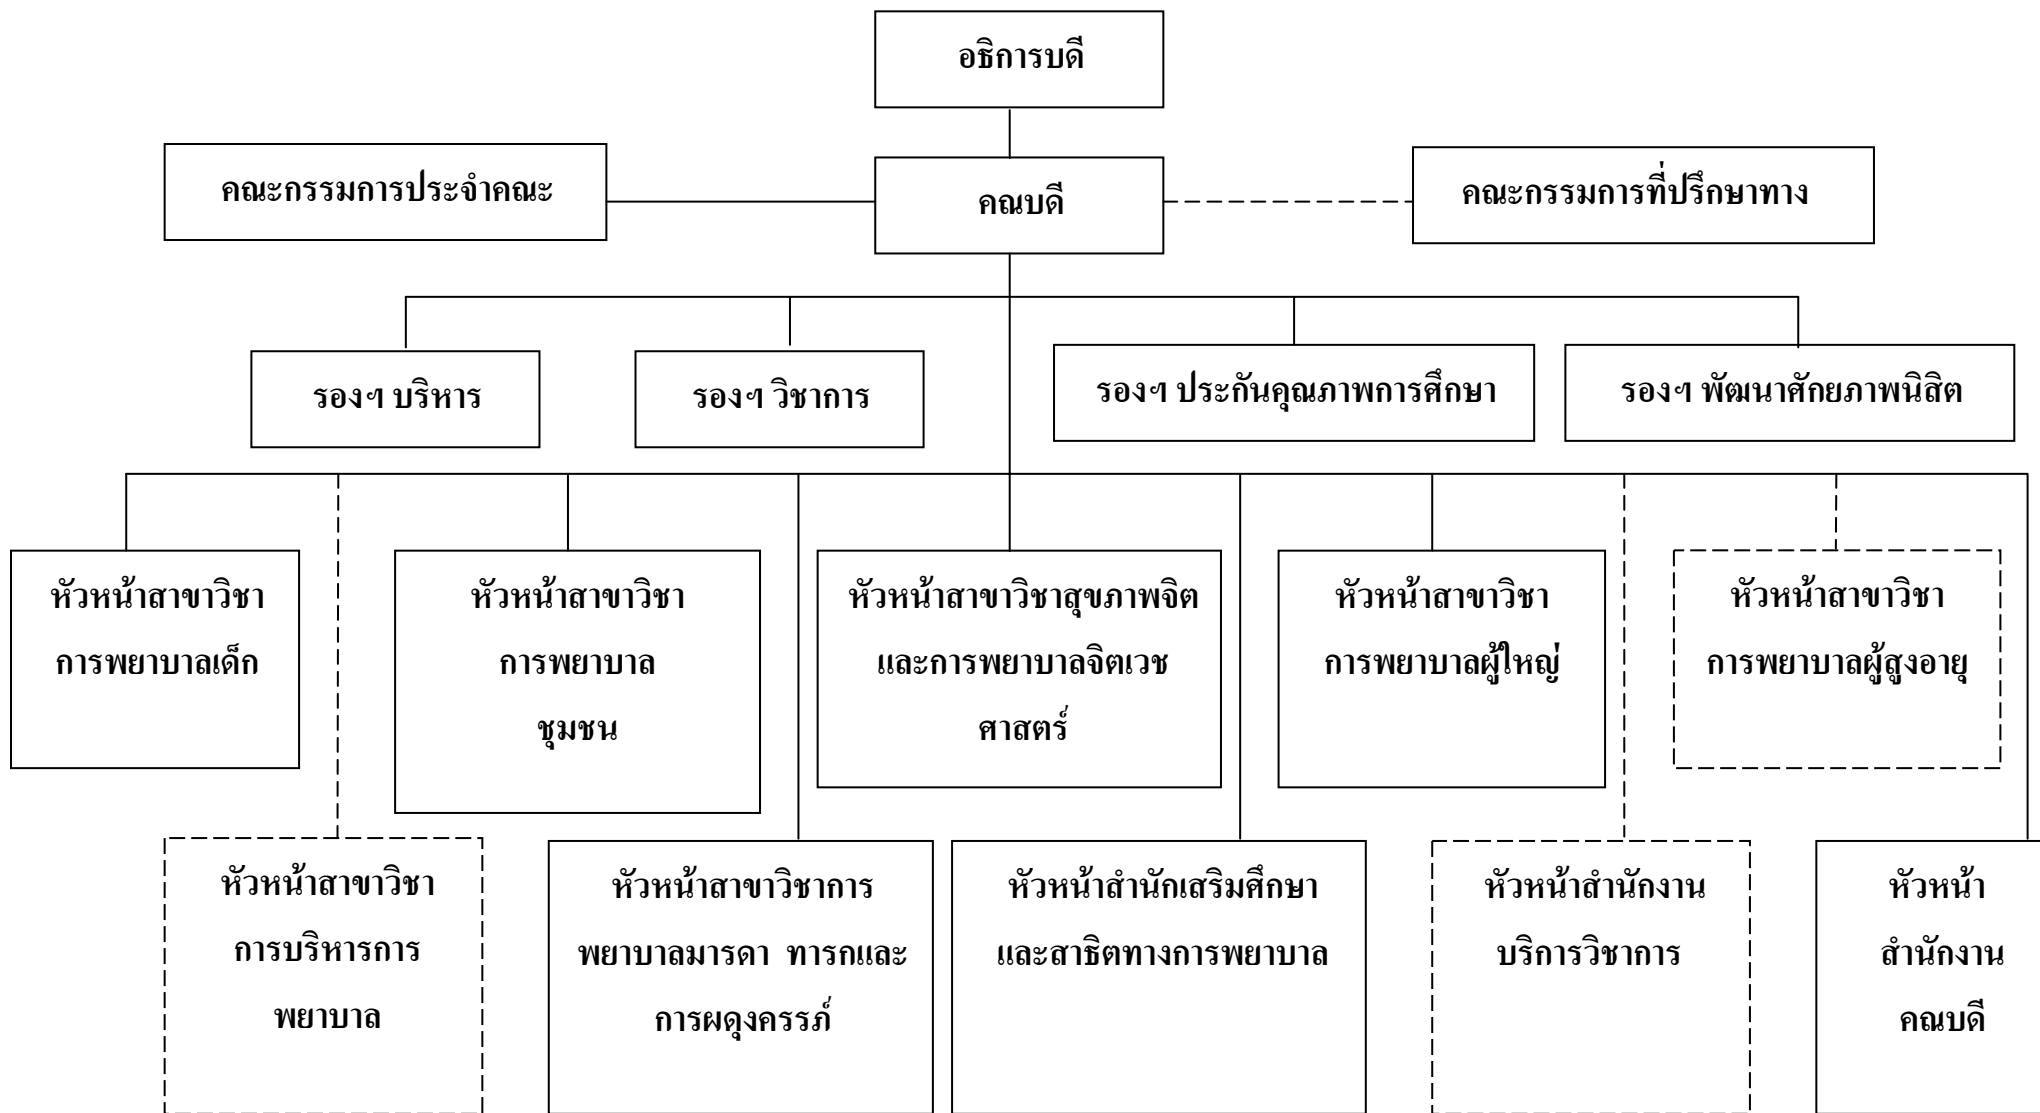 อธิการบดี
คณะกรรมการประจำคณะ
คณบดี
คณะกรรมการที่ปรึกษาทาง
รองฯ บริหาร
รองฯ วิชาการ
รองฯ ประกันคุณภาพการศึกษา
รองฯ พัฒนาศักยภาพนิสิต
หัวหน้าสาขาวิชา
การพยาบาลเด็ก
หัวหน้าสาขาวิชา
การพยาบาล
ชุมชน
หัวหน้าสาขาวิชาสุขภาพจิต
และการพยาบาลจิตเวช
ศาสตร์
หัวหน้าสาขาวิชา
การพยาบาลผู้ใหญ่
หัวหน้าสาขาวิชา
การพยาบาลผู้สูงอายุ
หัวหน้าสาขาวิชา
การบริหารการ
พยาบาล
หัวหน้าสาขาวิชาการ
พยาบาลมารดา ทารกและ
การผดุงครรภ์
หัวหน้าสำนักเสริมศึกษา
และสาธิตทางการพยาบาล
หัวหน้าสำนักงาน
บริการวิชาการ
หัวหน้า
สำนักงาน
คณบดี